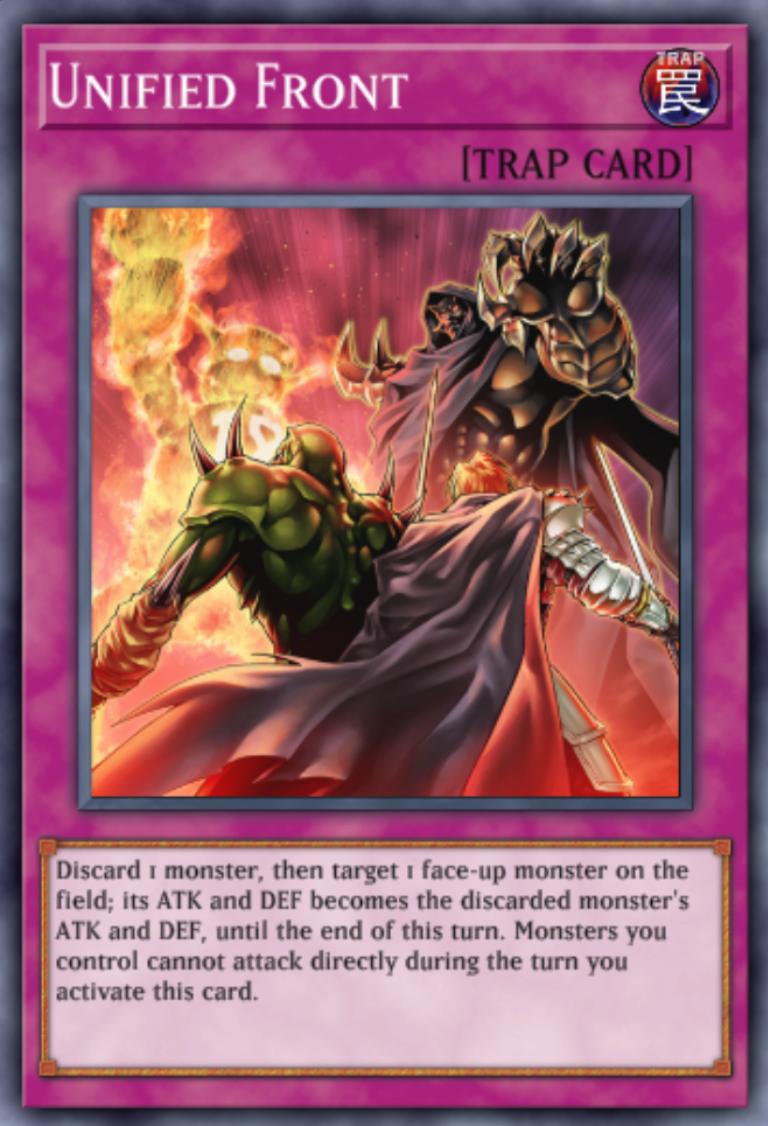 UNIFIED FRONT
TRAP
罠
[TRAP CARD]
Discard 1 monster, then target 1 face-up monster on the
field; its ATK and DEF becomes the discarded monster's
ATK and DEF, until the end of this turn. Monsters you
control cannot attack directly during the turn you
activate this card.